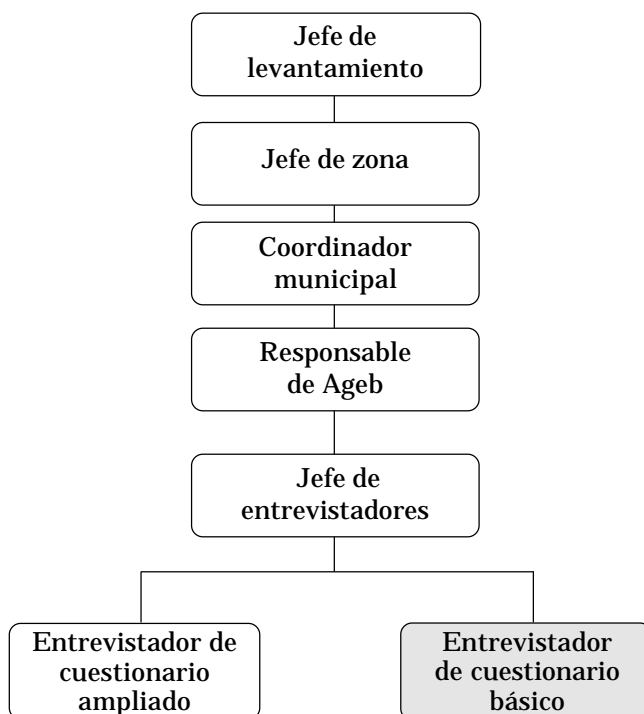 Jefe de
levantamiento
Jefe de zona
Coordinador
municipal
Responsable
de Ageb
Jefe de
entrevistadores
Entrevistador de
cuestionario
ampliado
Entrevistador
de cuestionario
básico